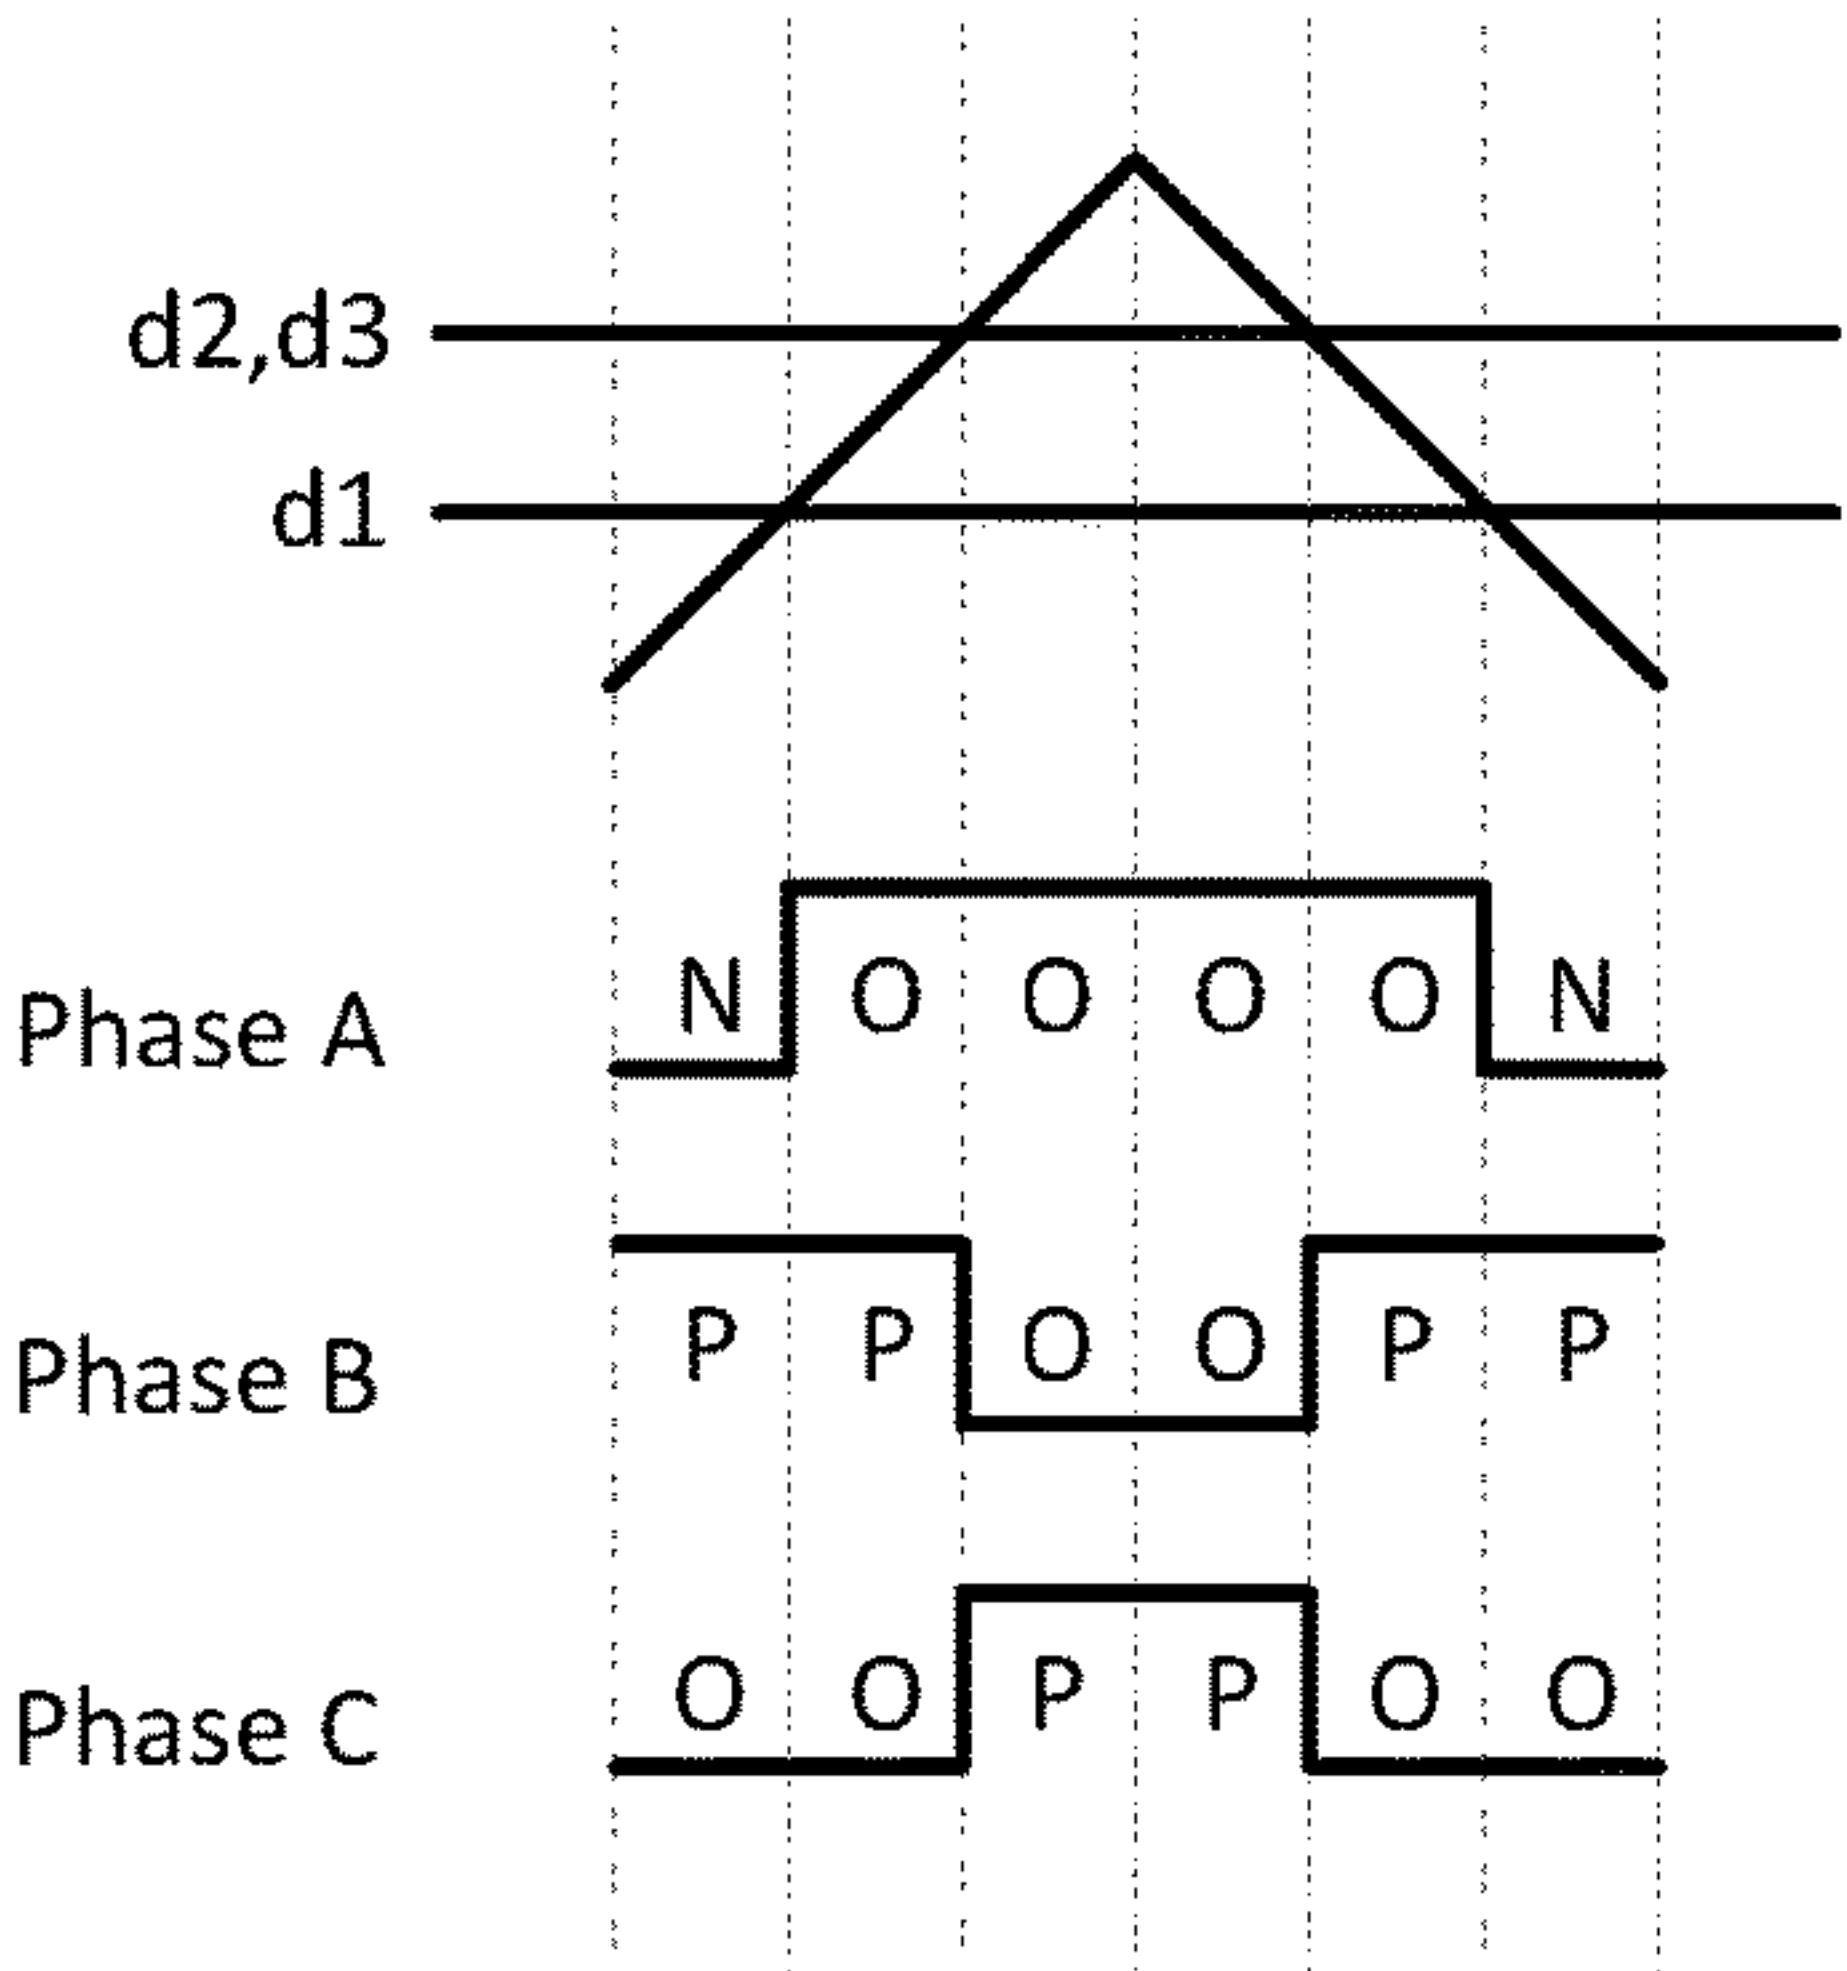 d2,d3
d1
Phase A N O O O O N
Phase B P P O O P P
Phase C O O P P O O